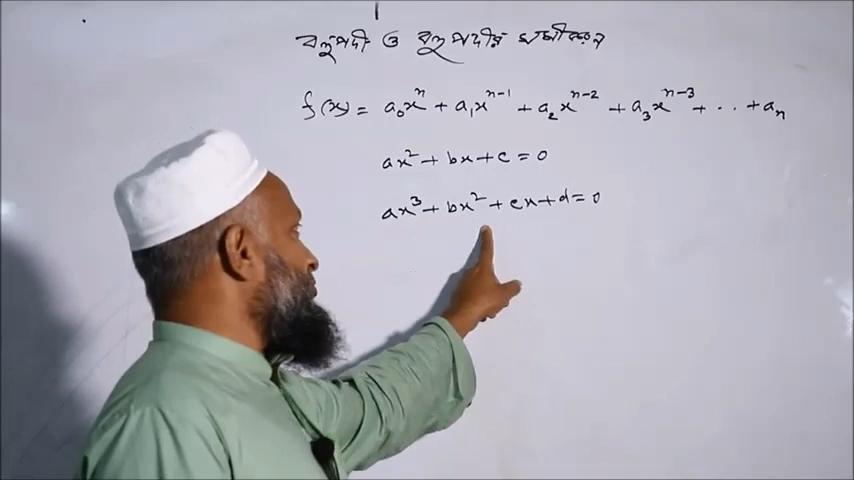 বহুপদী ও বহুপদীর সমীকরন
f(x) = a₀xⁿ + a₁xⁿ⁻¹ + a₂xⁿ⁻² + a₃xⁿ⁻³ + ․․ + aₙ
ax² + bx + c = 0
ax³ + bx² + cx + d = 0